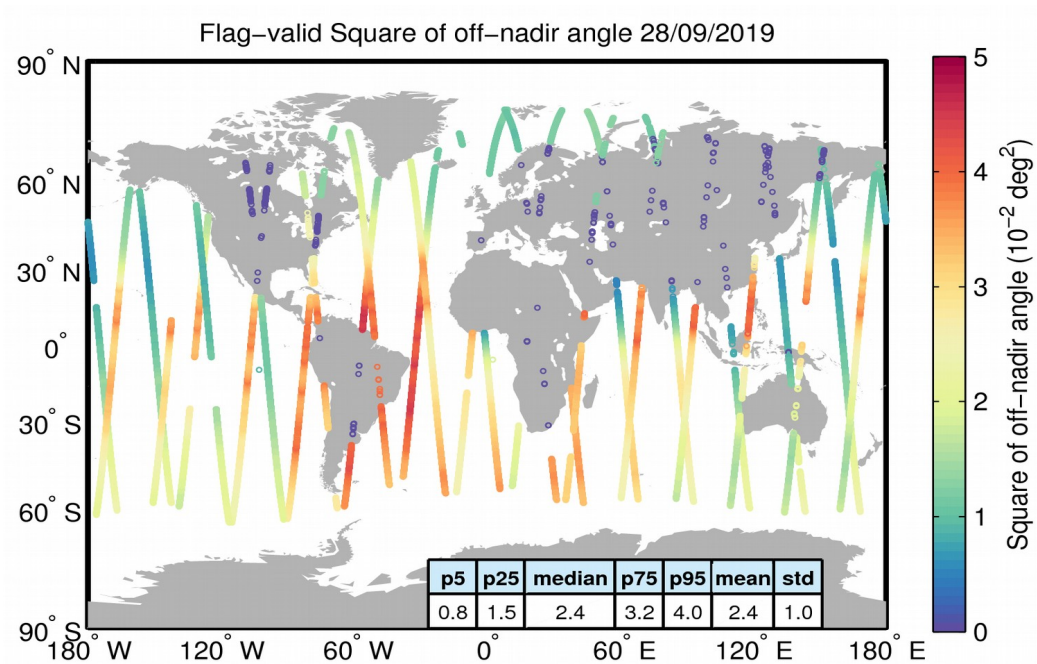 Flag−valid Square of off−nadir angle 28/09/2019
90° N
60° N
30° N
0°
30° S
60° S
90° S
180° W
120° W
60° W
0°
60° E
120° E
180° E
p5 p25 median p75 p95 mean std
0.8 1.5 2.4 3.2 4.0 2.4 1.0
5
4
3
2
1
0
Square of off−nadir angle (10⁻² deg²)